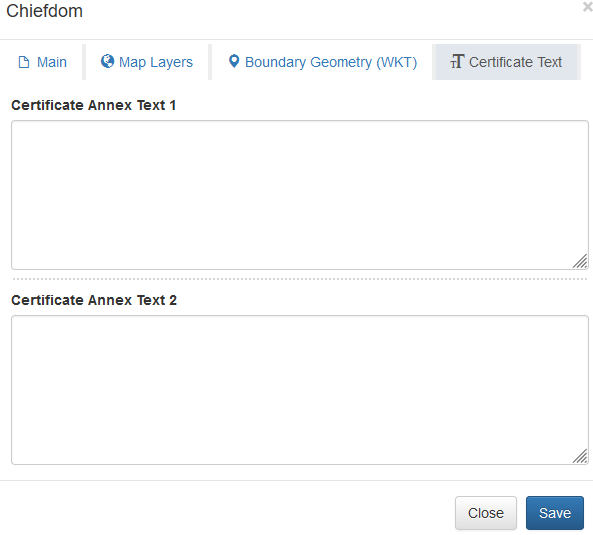 Chiefdom
×
Main
Map Layers
Boundary Geometry (WKT)
Certificate Text
Certificate Annex Text 1
Certificate Annex Text 2
Close
Save